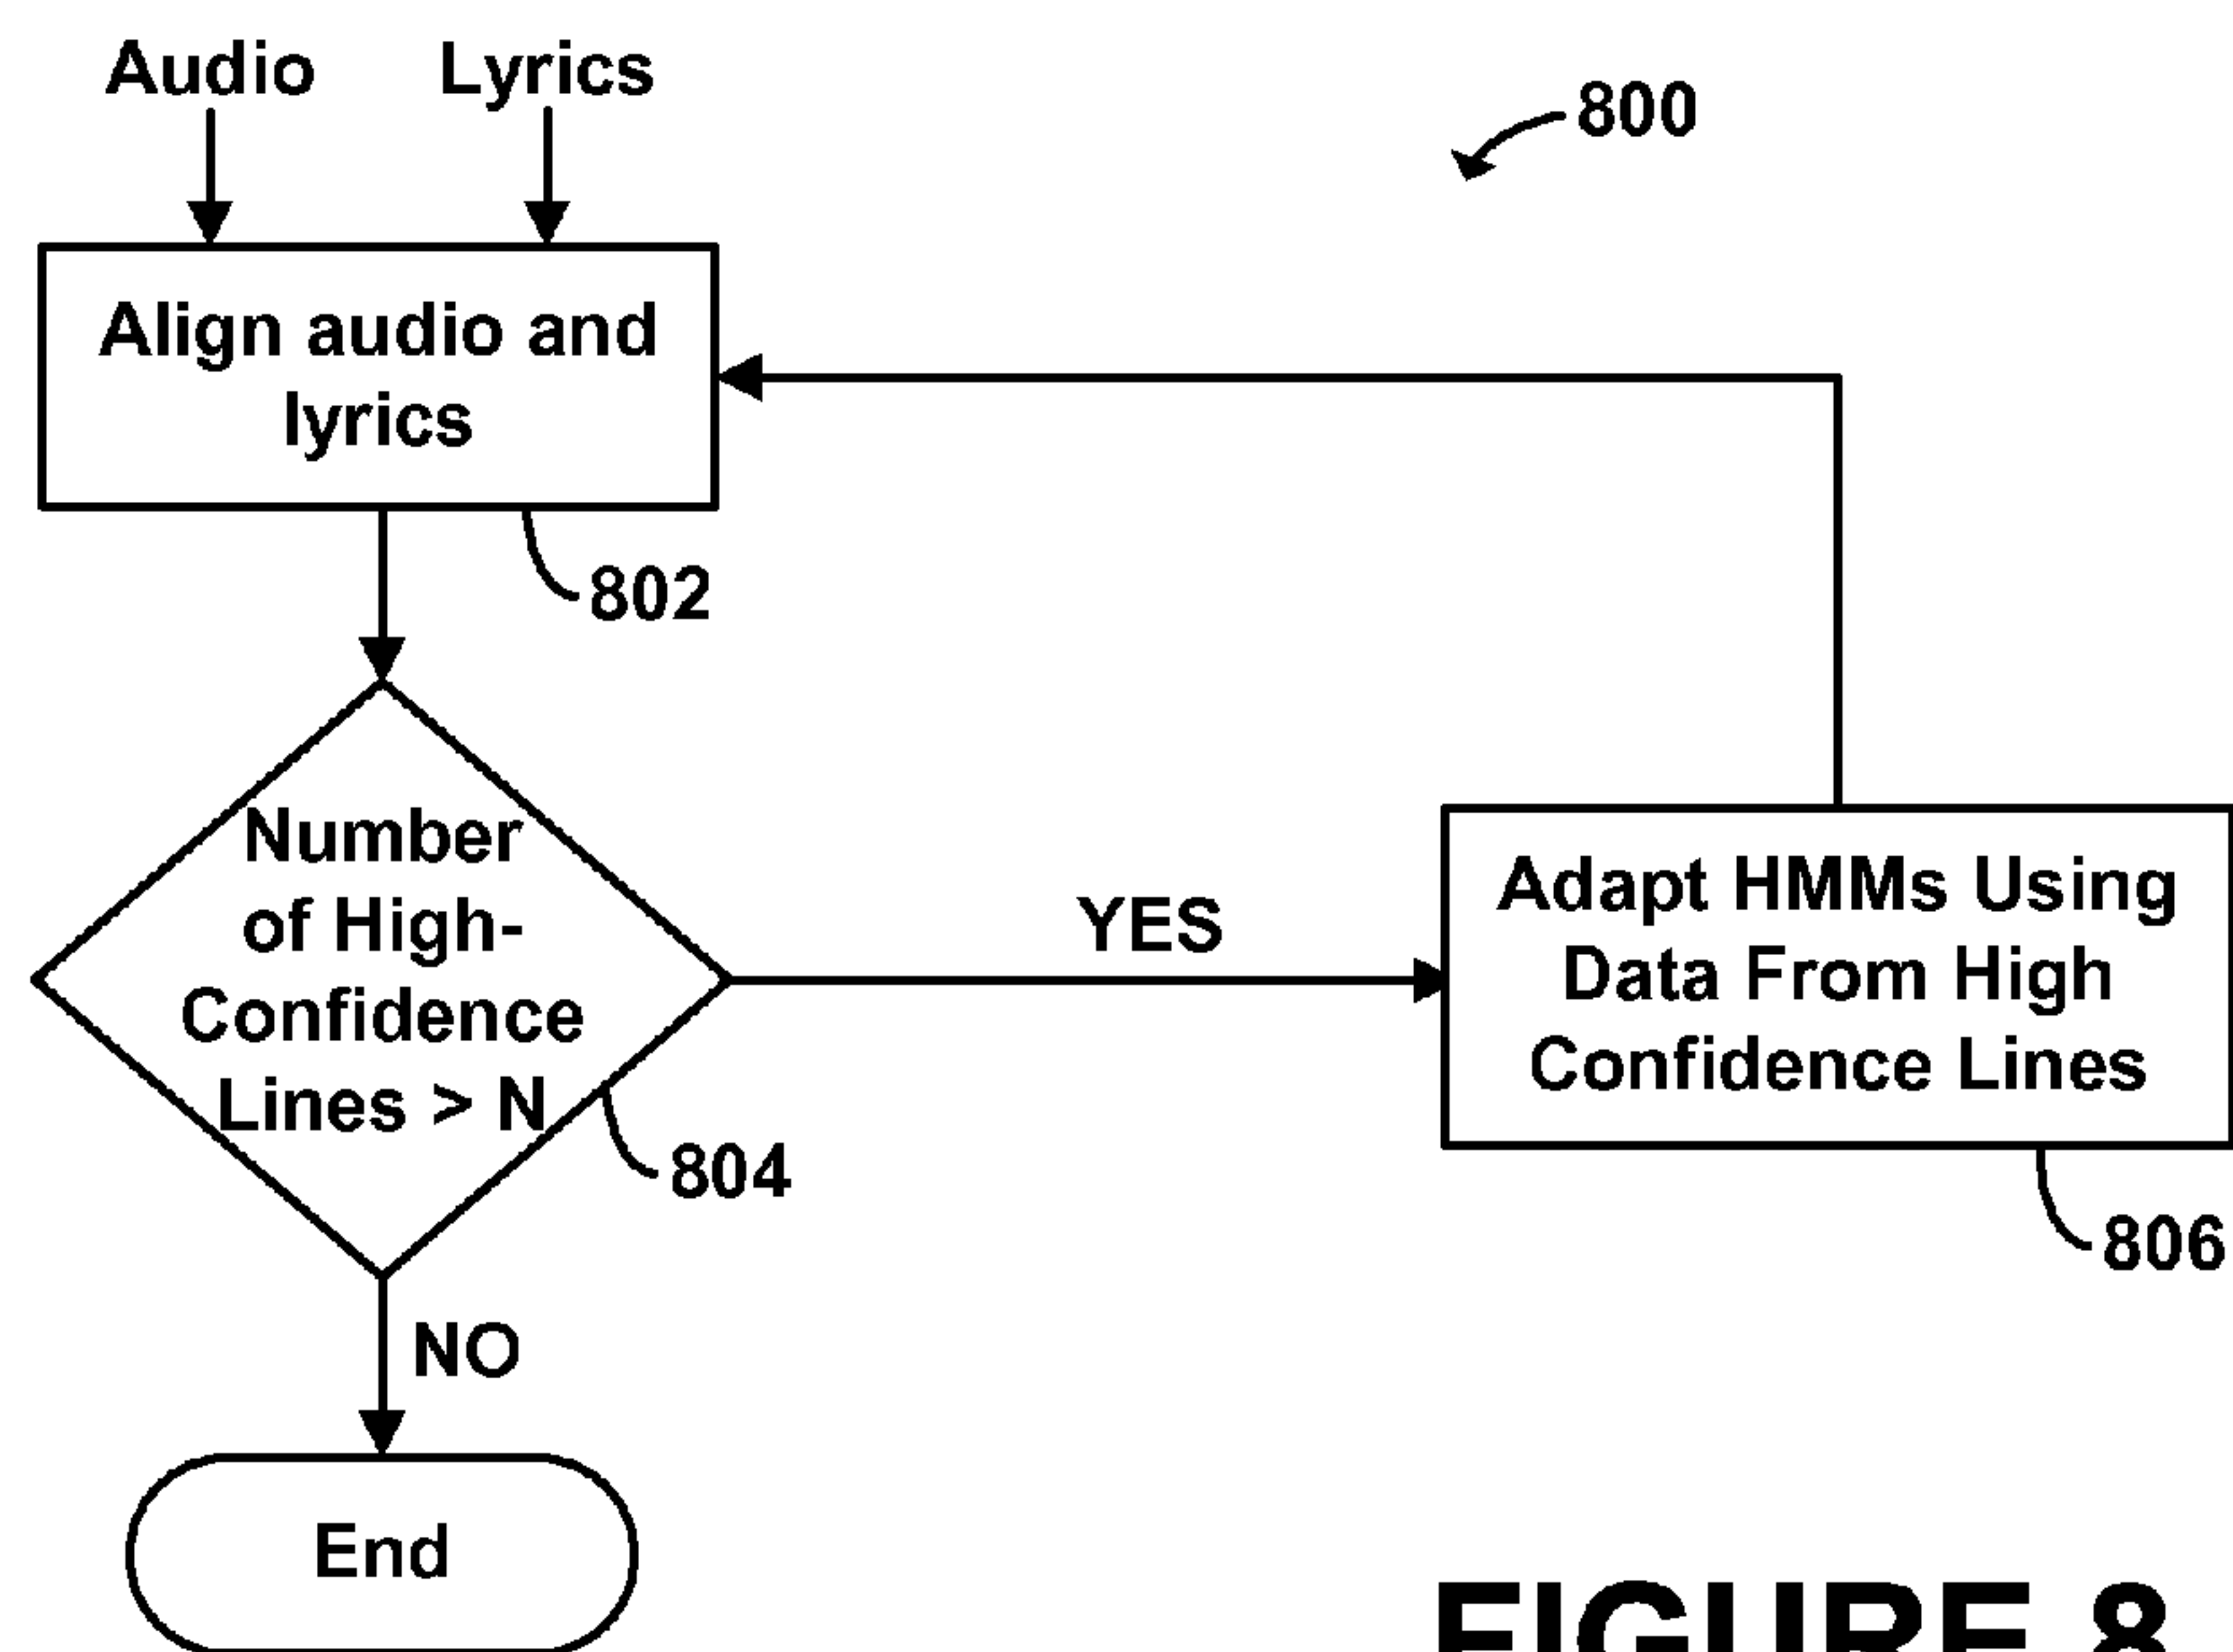 Audio
Lyrics
800
Align audio and
lyrics
802
Number
of High-
Confidence
Lines > N
804
YES
Adapt HMMs Using
Data From High
Confidence Lines
806
NO
End
FIGURE 8